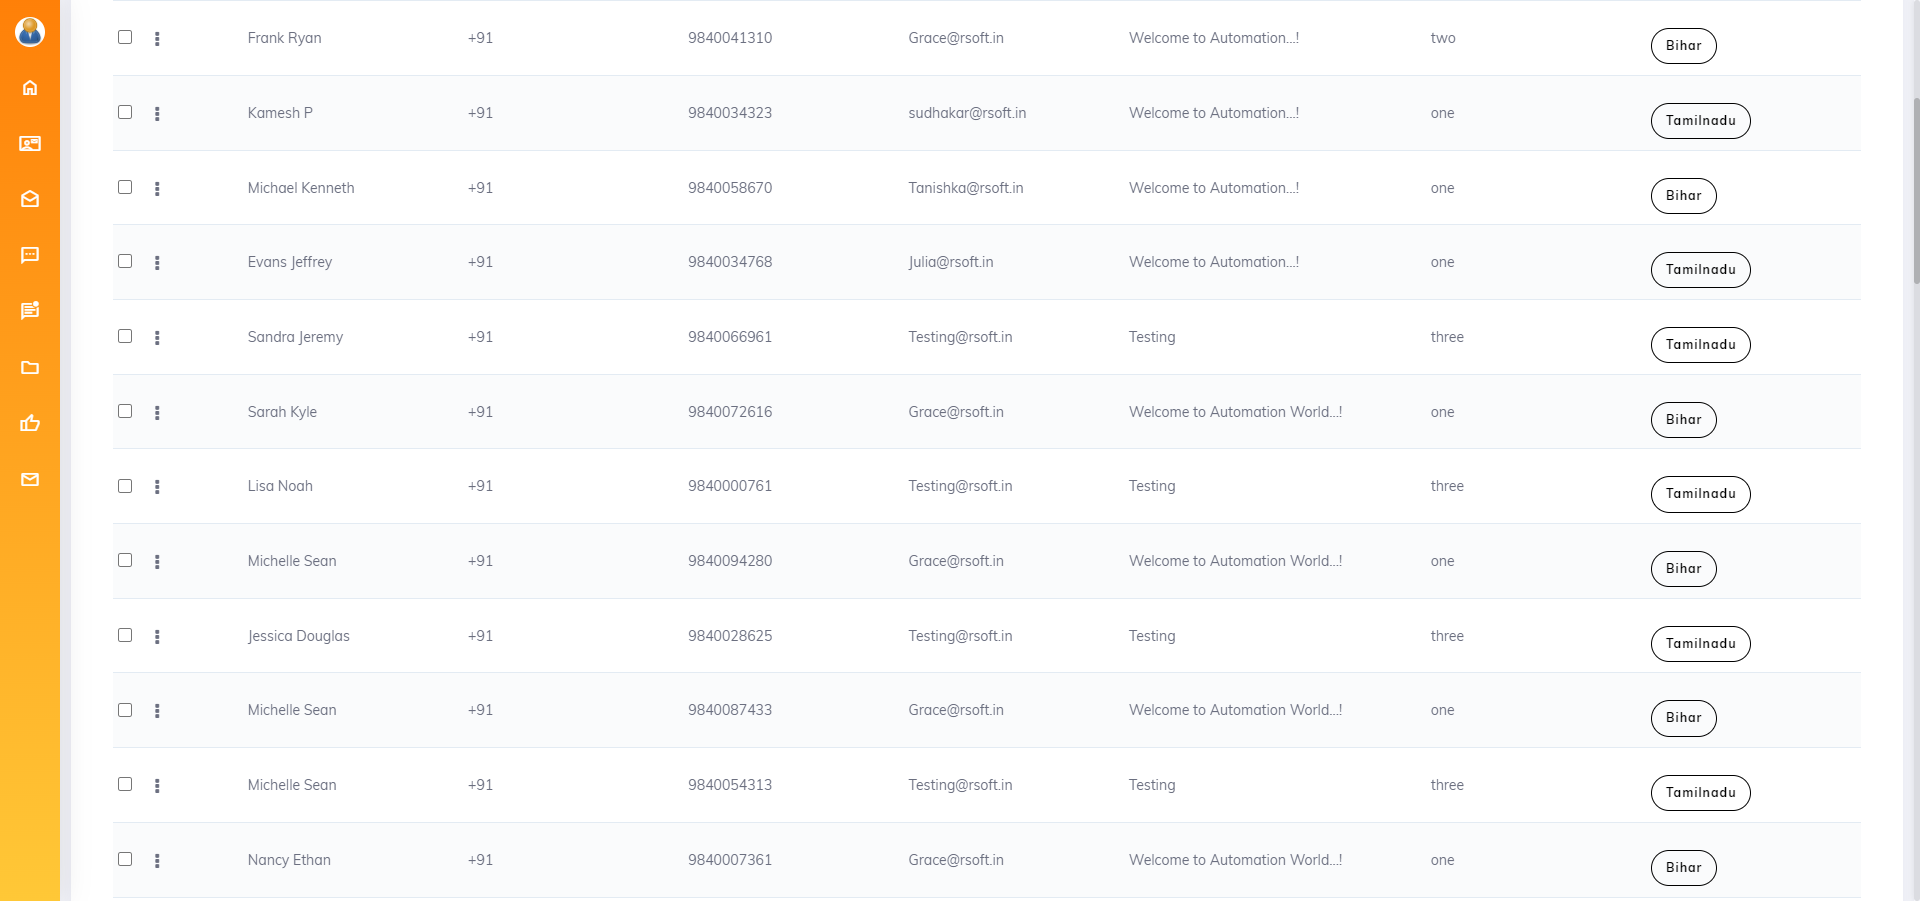 Frank Ryan +91 9840041310 Grace@rsoft.in Welcome to Automation...! two Bihar
Kamesh P +91 9840034323 sudhakar@rsoft.in Welcome to Automation...! one Tamilnadu
Michael Kenneth +91 9840058670 Tanishka@rsoft.in Welcome to Automation...! one Bihar
Evans Jeffrey +91 9840034768 Julia@rsoft.in Welcome to Automation...! one Tamilnadu
Sandra Jeremy +91 9840066961 Testing@rsoft.in Testing three Tamilnadu
Sarah Kyle +91 9840072616 Grace@rsoft.in Welcome to Automation World...! one Bihar
Lisa Noah +91 9840000761 Testing@rsoft.in Testing three Tamilnadu
Michelle Sean +91 9840094280 Grace@rsoft.in Welcome to Automation World...! one Bihar
Jessica Douglas +91 9840028625 Testing@rsoft.in Testing three Tamilnadu
Michelle Sean +91 9840087433 Grace@rsoft.in Welcome to Automation World...! one Bihar
Michelle Sean +91 9840054313 Testing@rsoft.in Testing three Tamilnadu
Nancy Ethan +91 9840007361 Grace@rsoft.in Welcome to Automation World...! one Bihar